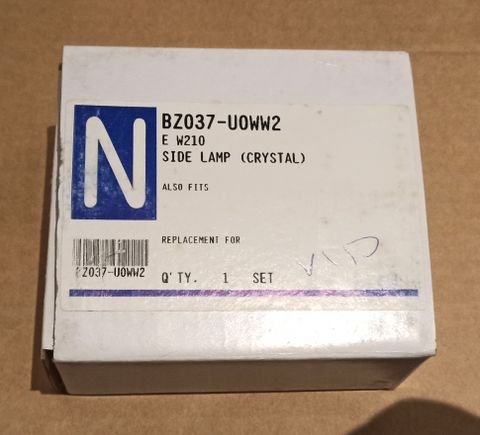 N
BZ037-U0WW2
E W210
SIDE LAMP (CRYSTAL)
ALSO FITS
REPLACEMENT FOR
BZ037-U0WW2
Q'TY. 1 SET